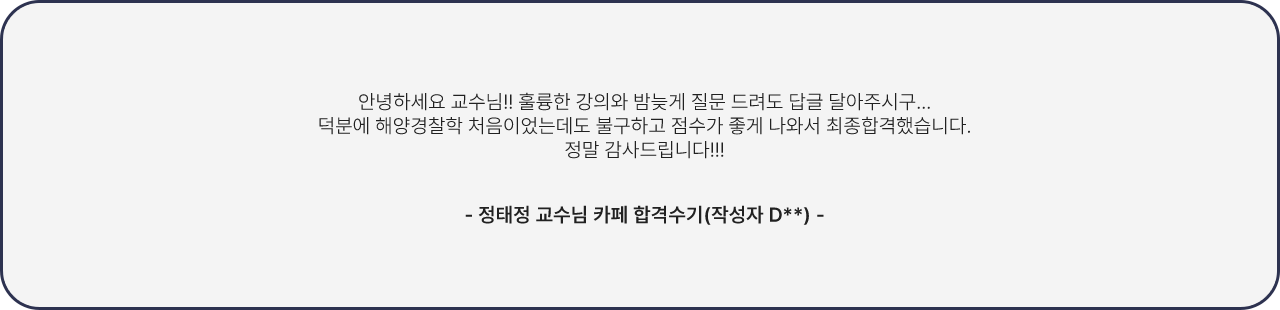 안녕하세요 교수님!! 훌륭한 강의와 밤늦게 질문 드려도 답글 달아주시구...
덕분에 해양경찰학 처음이었는데도 불구하고 점수가 좋게 나와서 최종합격했습니다.
정말 감사드립니다!!!
- 정태정 교수님 카페 합격수기(작성자 D**) -